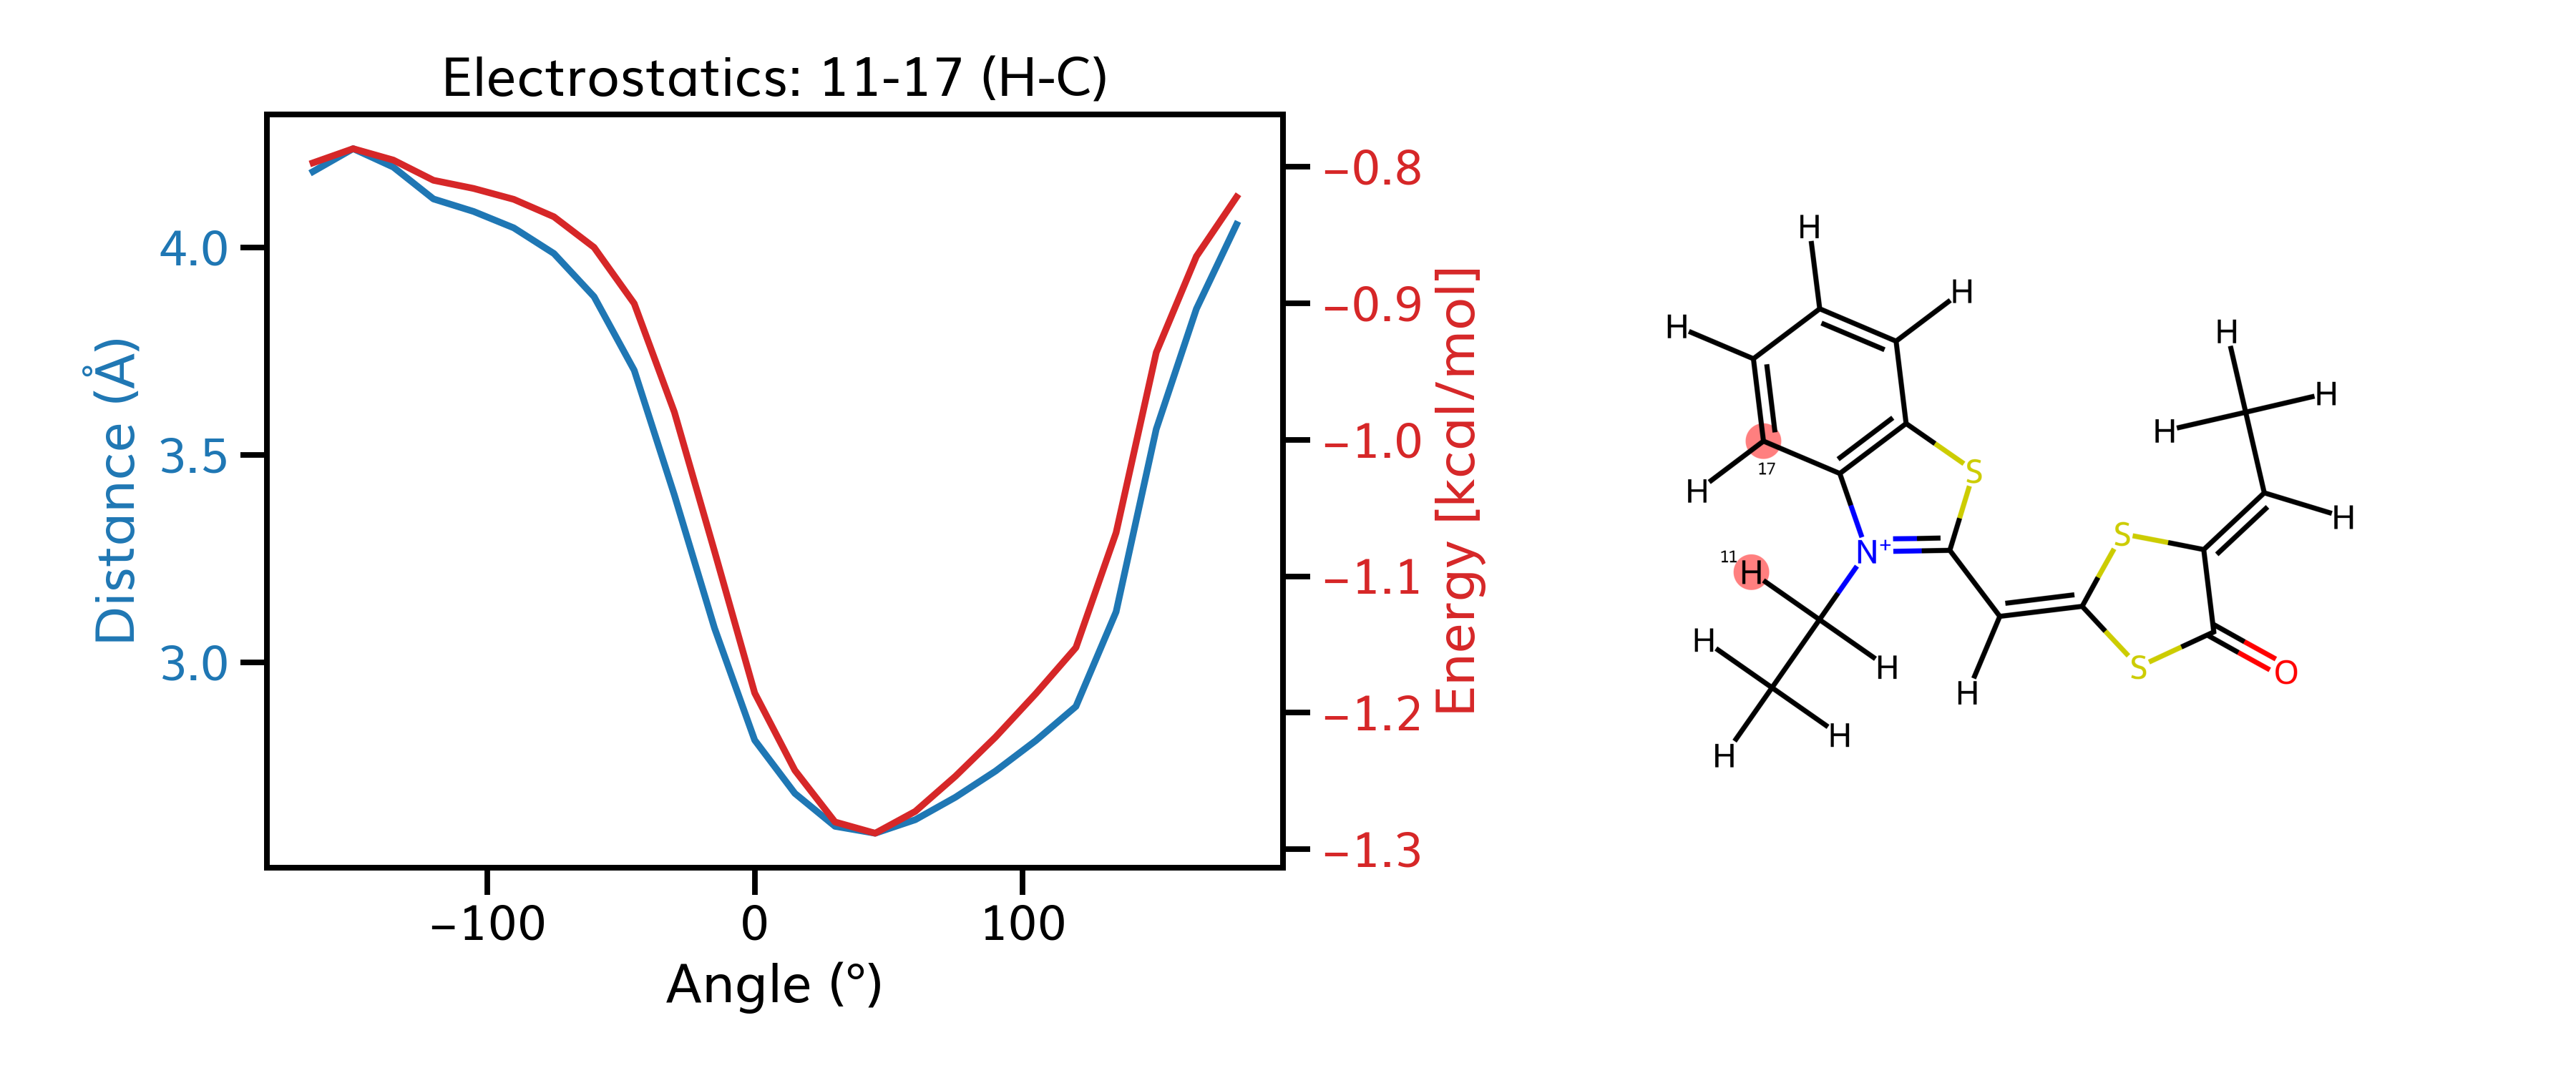 Electrostatics: 11-17 (H-C)
Distance (Å)
4.0
3.5
3.0
−0.8
−0.9
−1.0
−1.1
−1.2
−1.3
Energy [kcal/mol]
−100 0 100
Angle (°)
H
H
H
H
H
17
S
H
H
H
H
S
N+
11
H
H
H
S
O
H
H
H